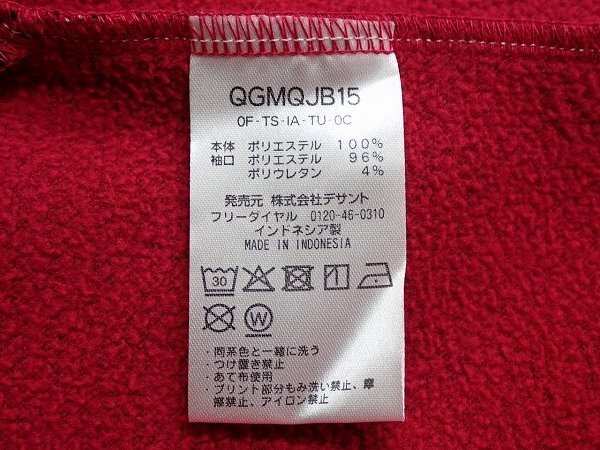 QGMQJB15
OF-TS-IA-TU-OC
本体 ポリエステル 100%
袖口 ポリエステル 96%
ポリウレタン 4%
発売元 株式会社デサント
フリーダイヤル 0120-46-0310
インドネシア製
MADE IN INDONESIA
30
W
・同系色と一緒に洗う
・つけ置き禁止
・あて布使用
・プリント部分もみ洗い禁止、摩
擦禁止、アイロン禁止